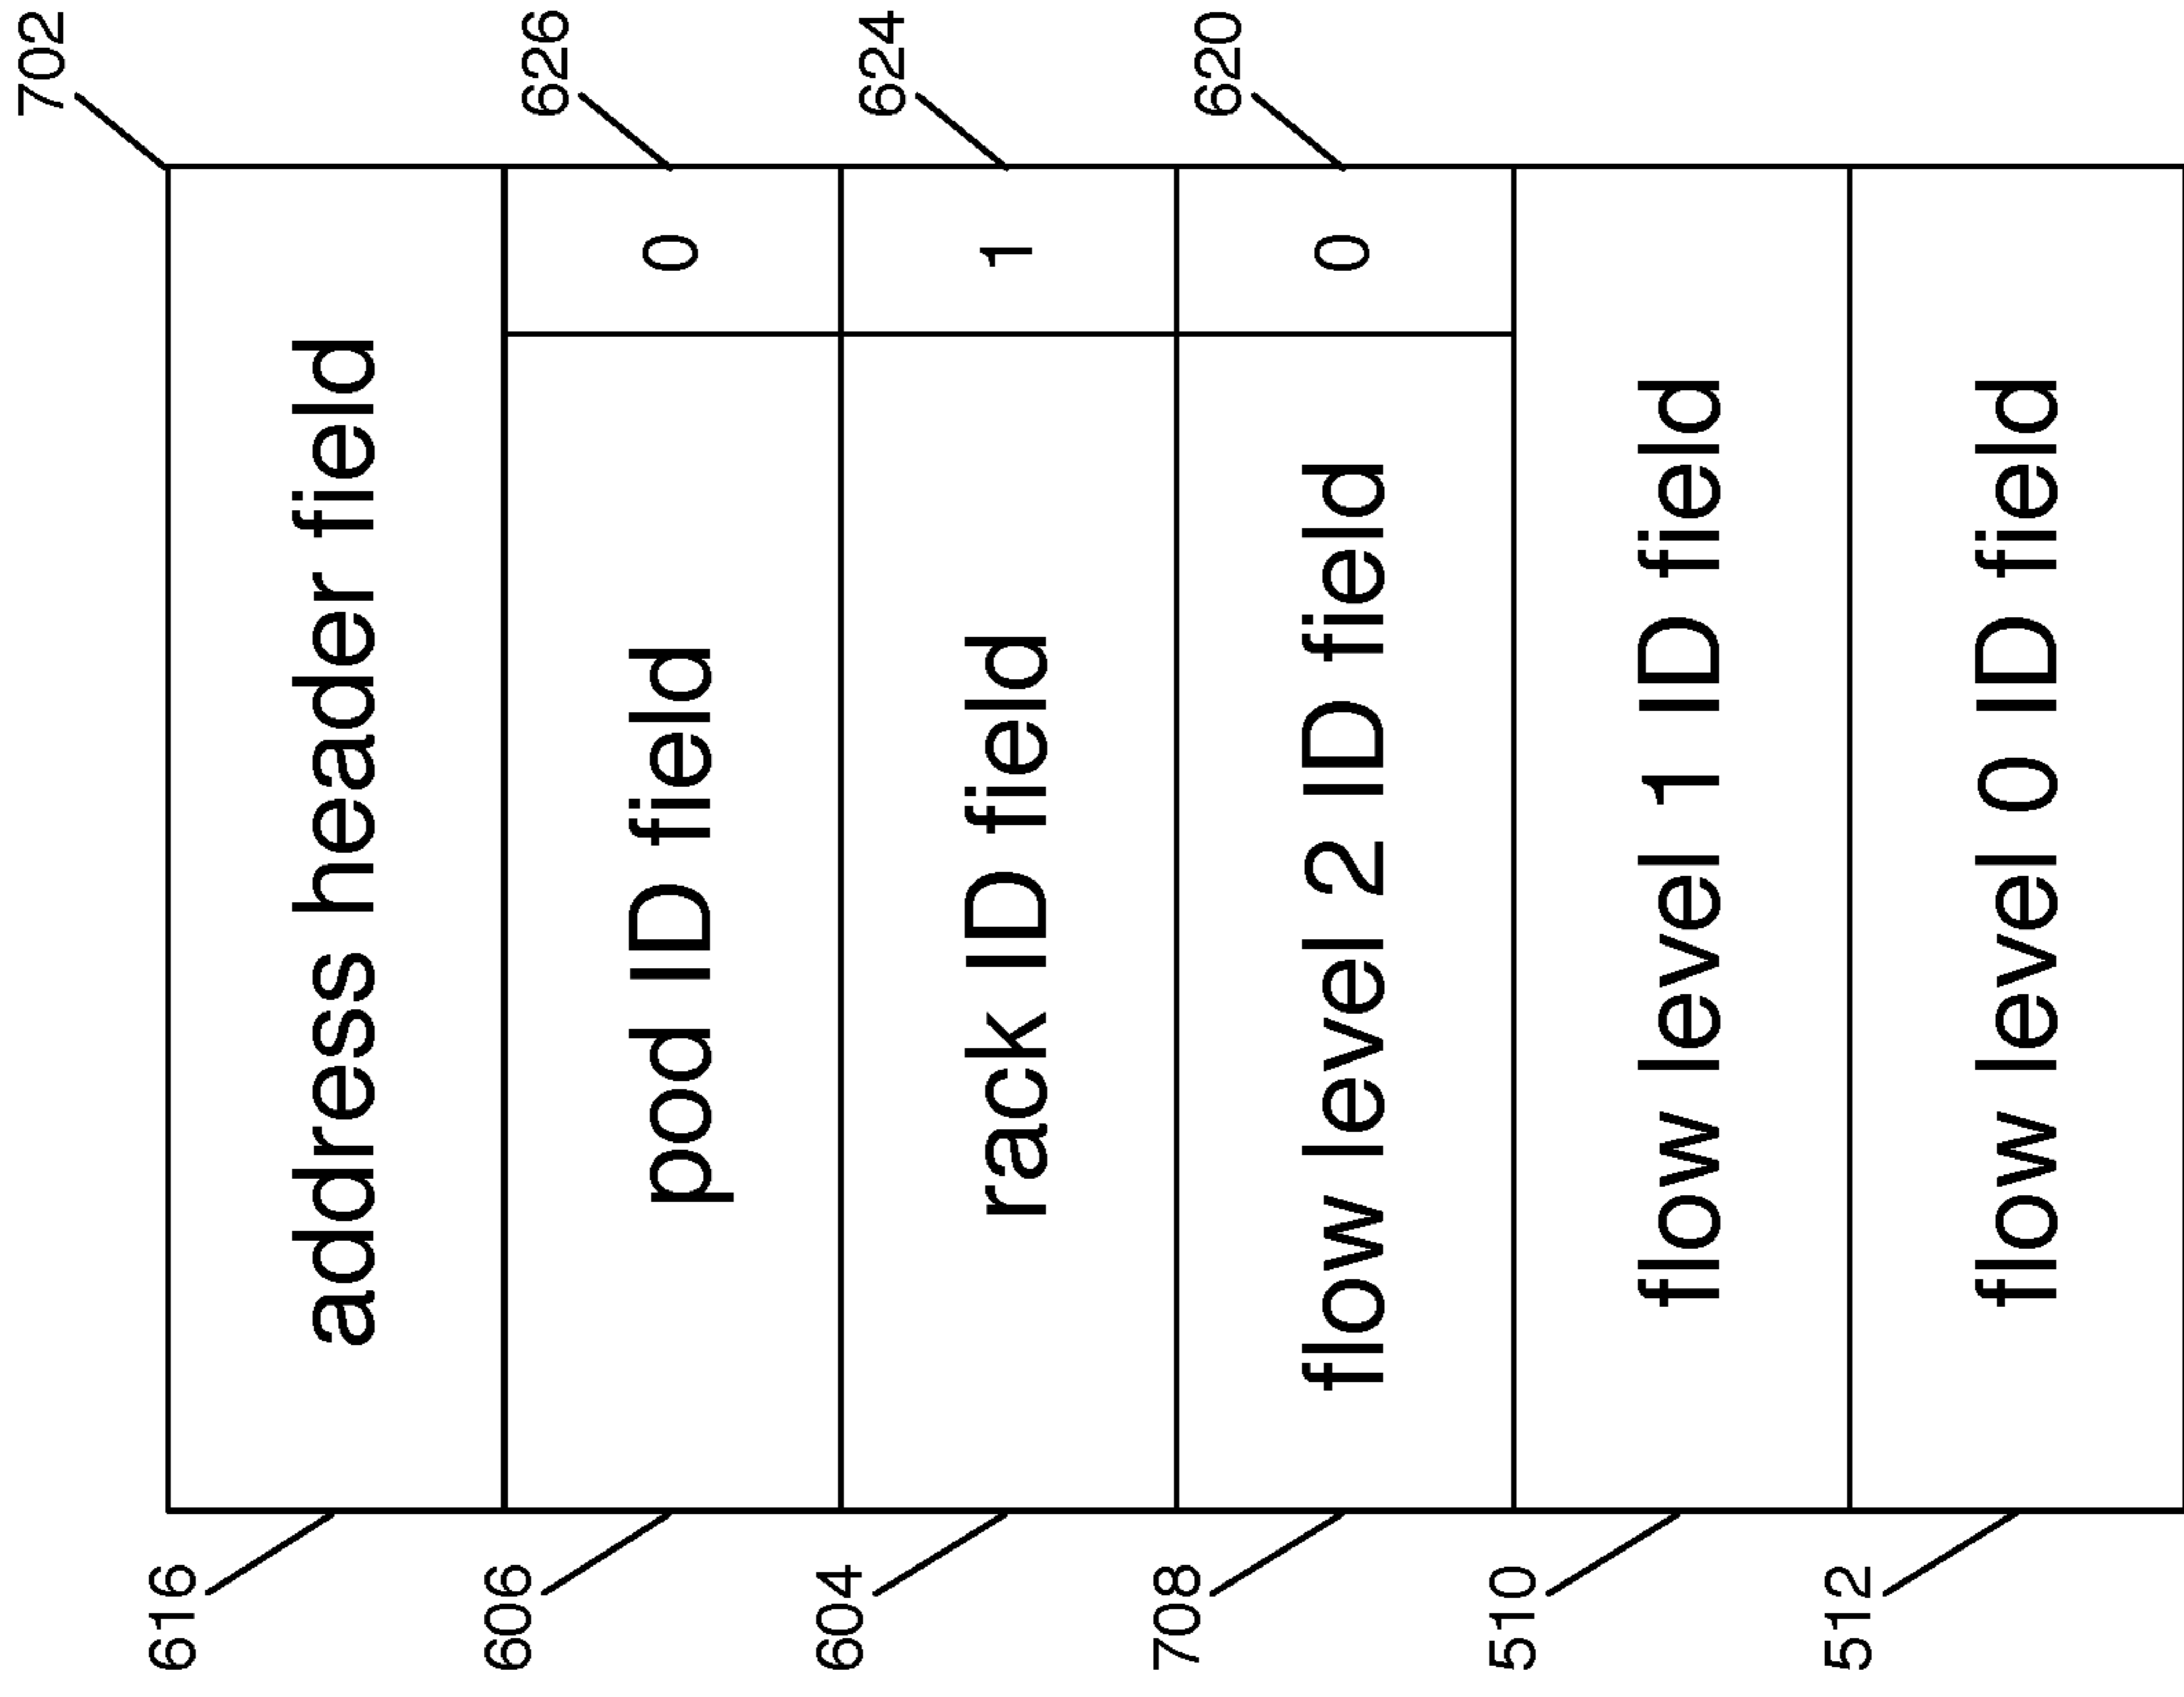 702
616
address header field
626
606
pod ID field
0
624
604
rack ID field
1
620
708
flow level 2 ID field
0
510
flow level 1 ID field
512
flow level 0 ID field